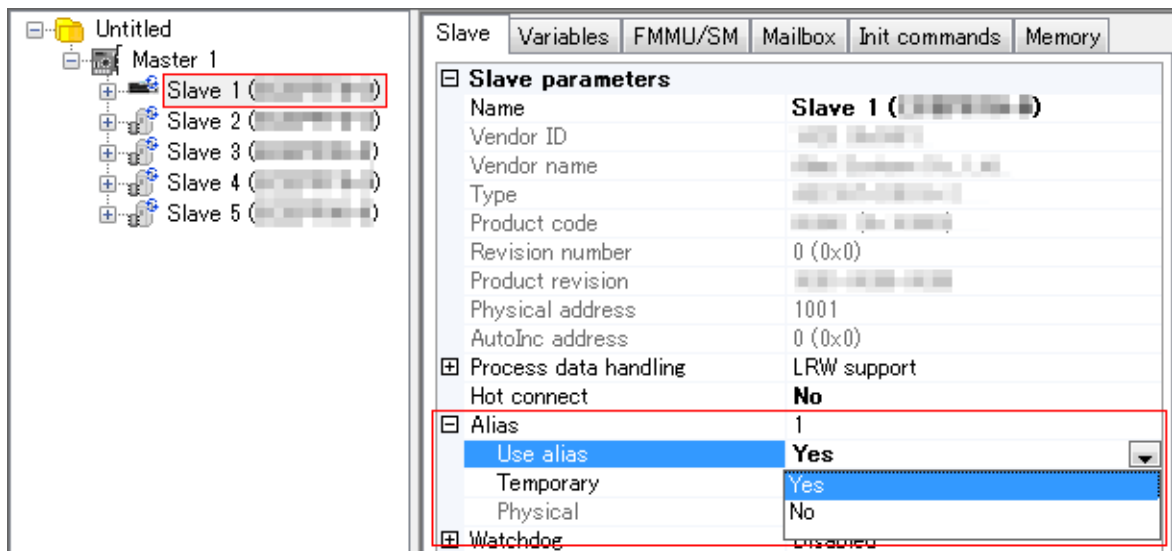 Untitled
Master 1
Slave 1 (
Slave 2 (
Slave 3 (
Slave 4 (
Slave 5 (
Slave Variables FMMU/SM Mailbox Init commands Memory
Slave parameters
Name Slave 1 (
Vendor ID
Vendor name
Type
Product code
Revision number 0 (0x0)
Product revision
Physical address 1001
AutoInc address 0 (0x0)
Process data handling LRW support
Hot connect No
Alias 1
Use alias Yes
Temporary Yes
Physical No
Watchdog Disabled